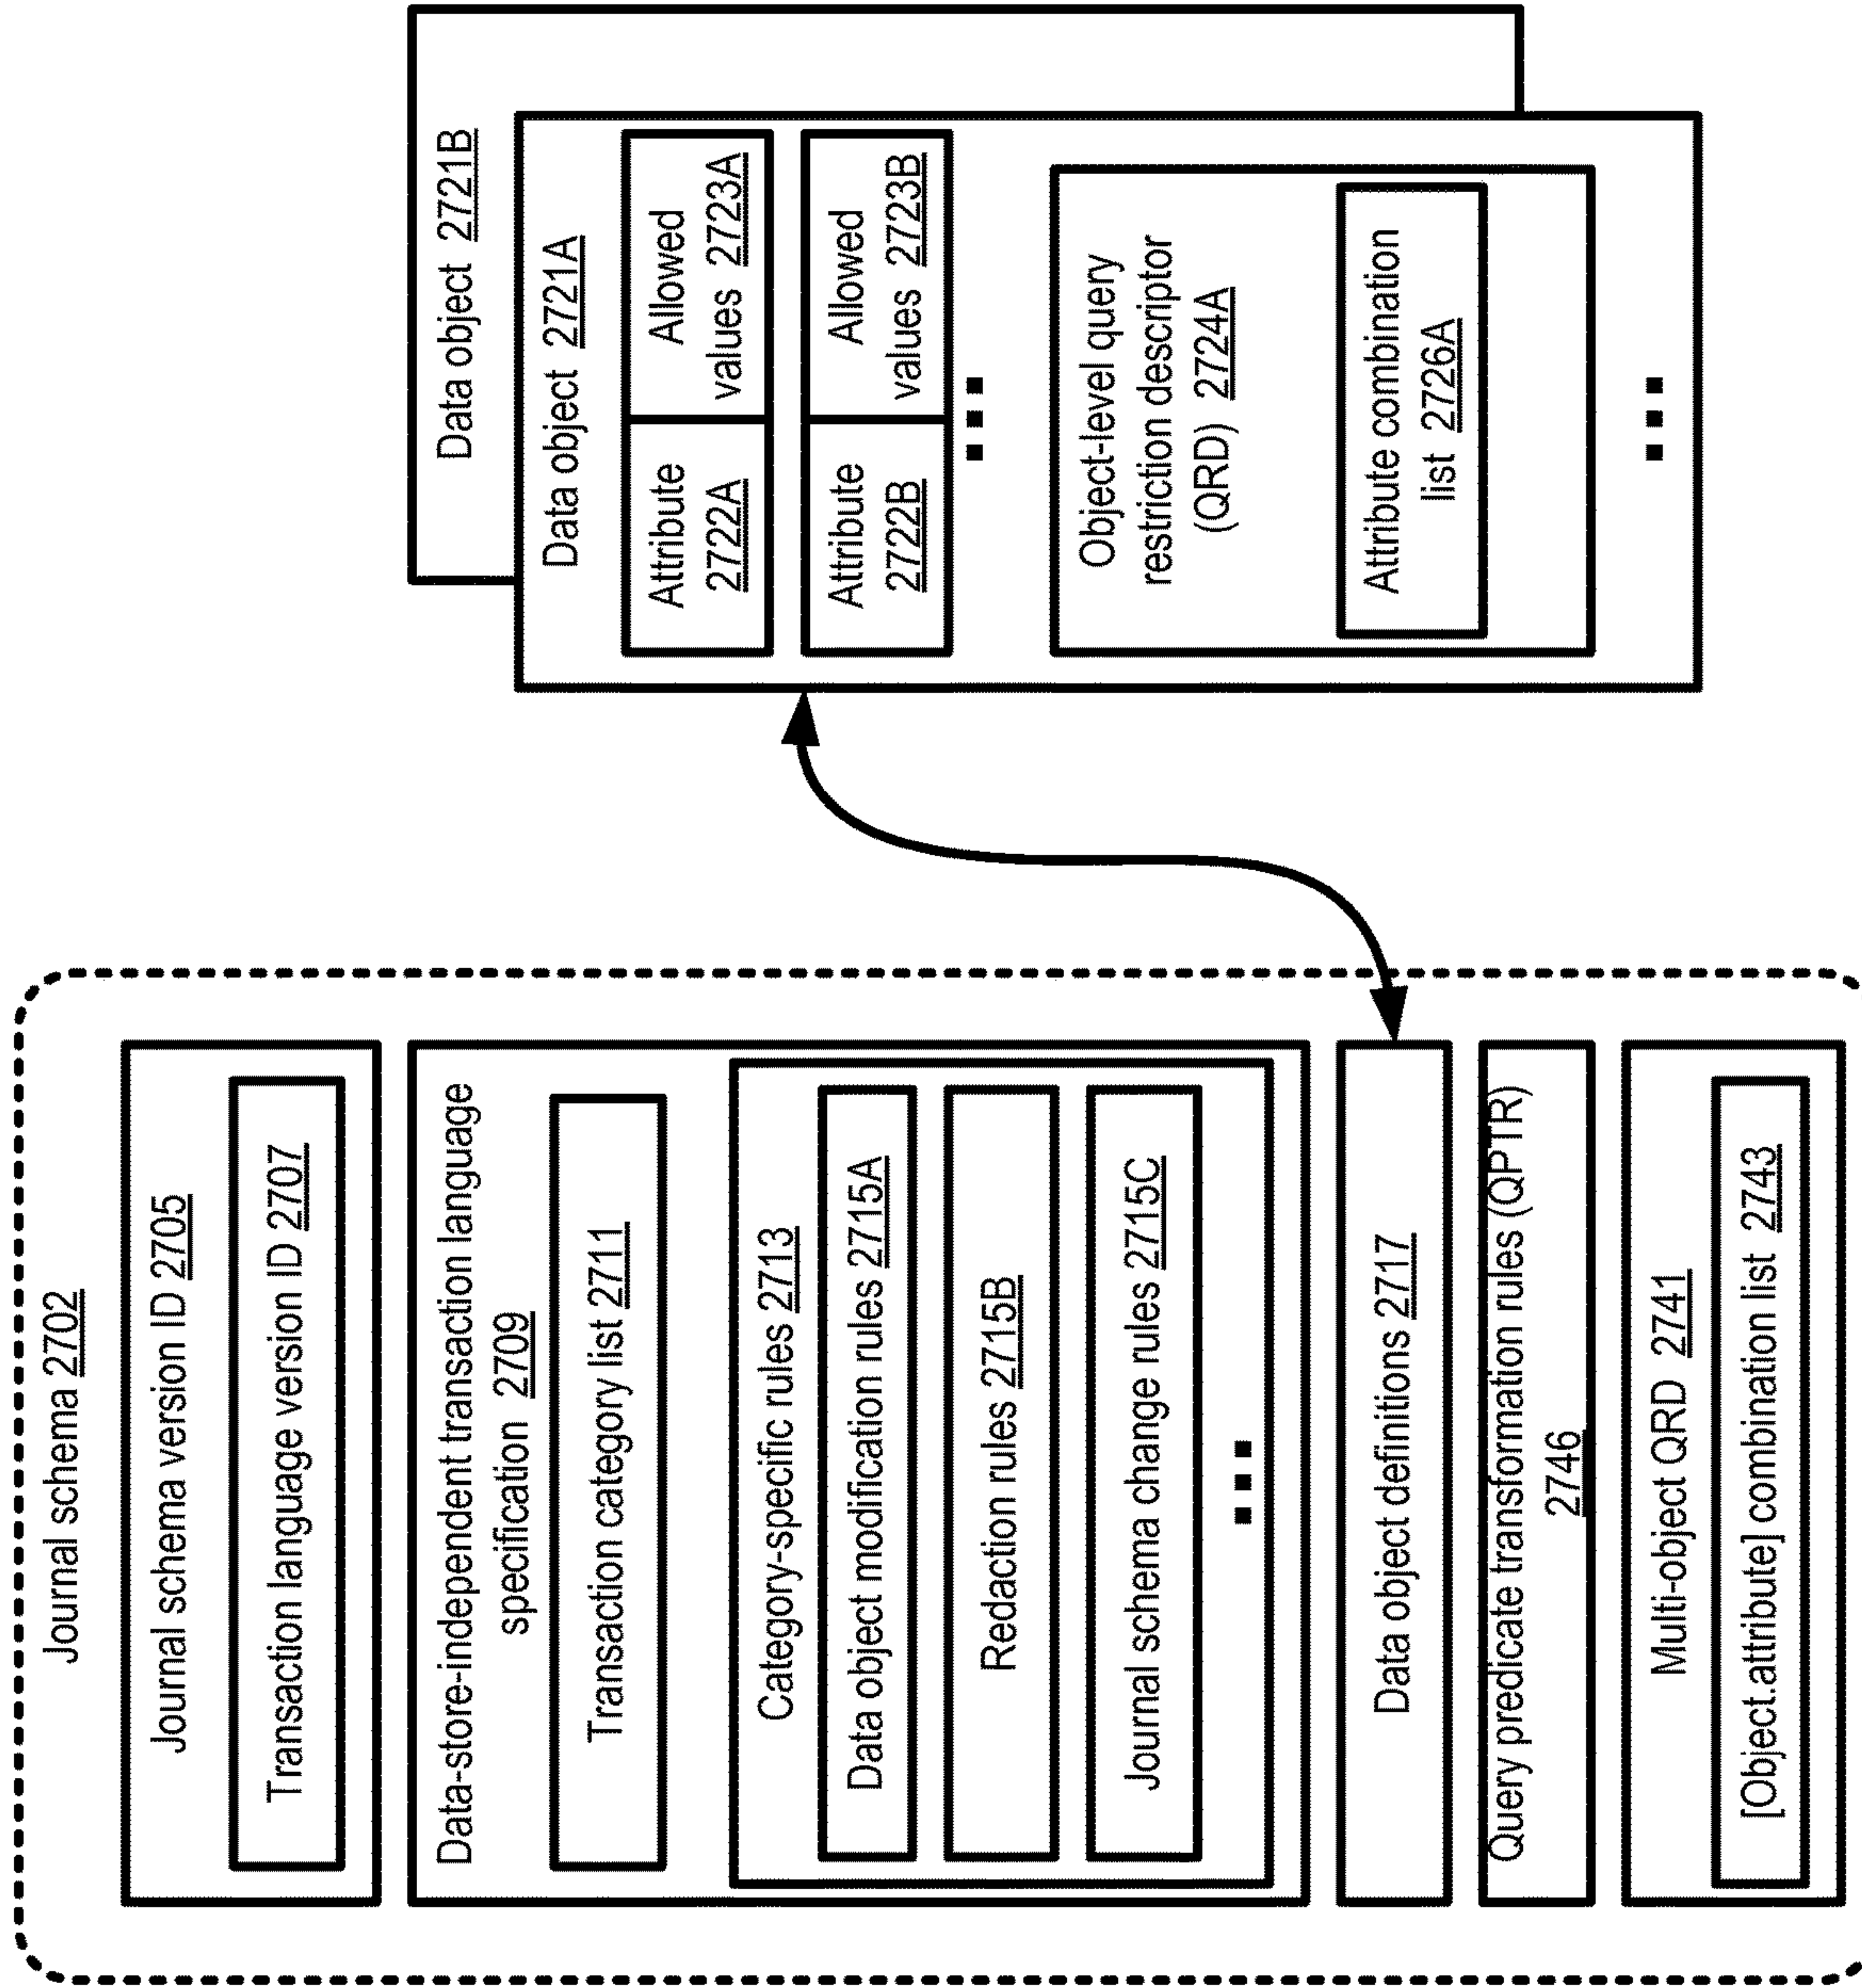 Journal schema 2702
Journal schema version ID 2705
Transaction language version ID 2707
Data-store-independent transaction language
specification 2709
Transaction category list 2711
Category-specific rules 2713
Data object modification rules 2715A
Redaction rules 2715B
Journal schema change rules 2715C
Data object definitions 2717
Query predicate transformation rules (QPTR)
2746
Multi-object QRD 2741
[Object.attribute] combination list 2743
Data object 2721B
Data object 2721A
Attribute
2722A
Allowed
values 2723A
Attribute
2722B
Allowed
values 2723B
Object-level query
restriction descriptor
(QRD) 2724A
Attribute combination
list 2726A